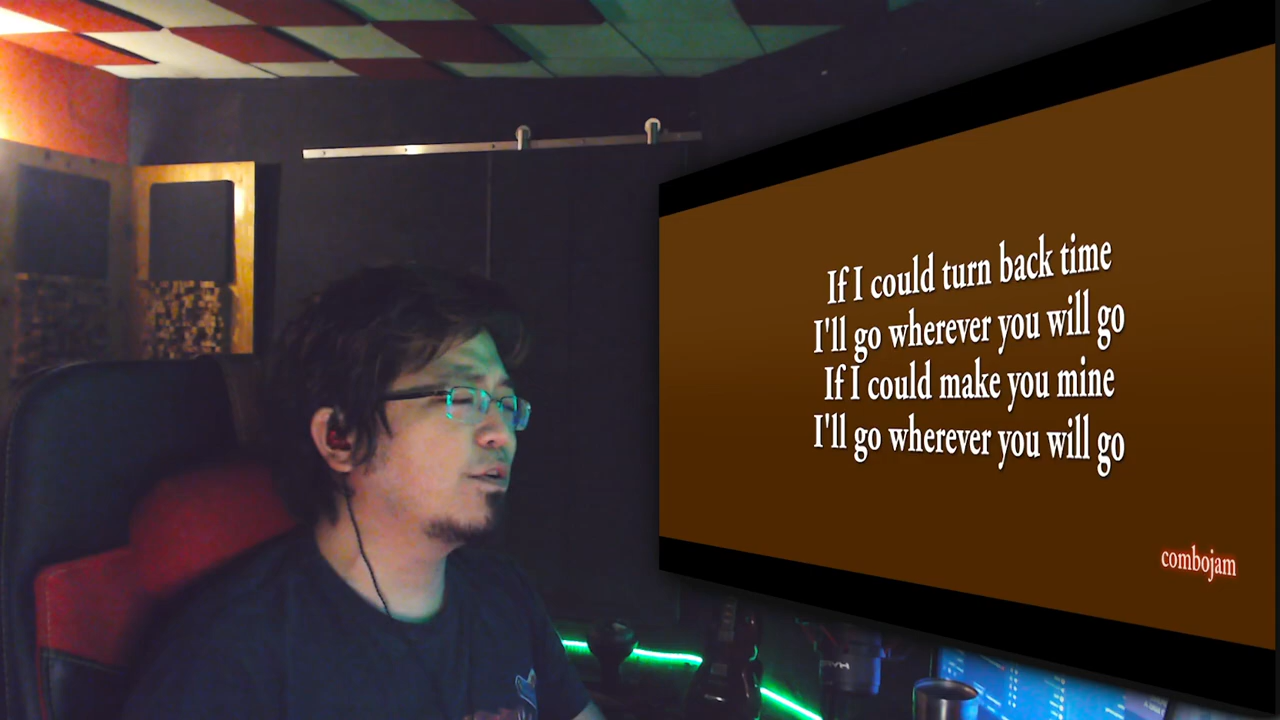 If I could turn back time
I'll go wherever you will go
If I could make you mine
I'll go wherever you will go
combojam